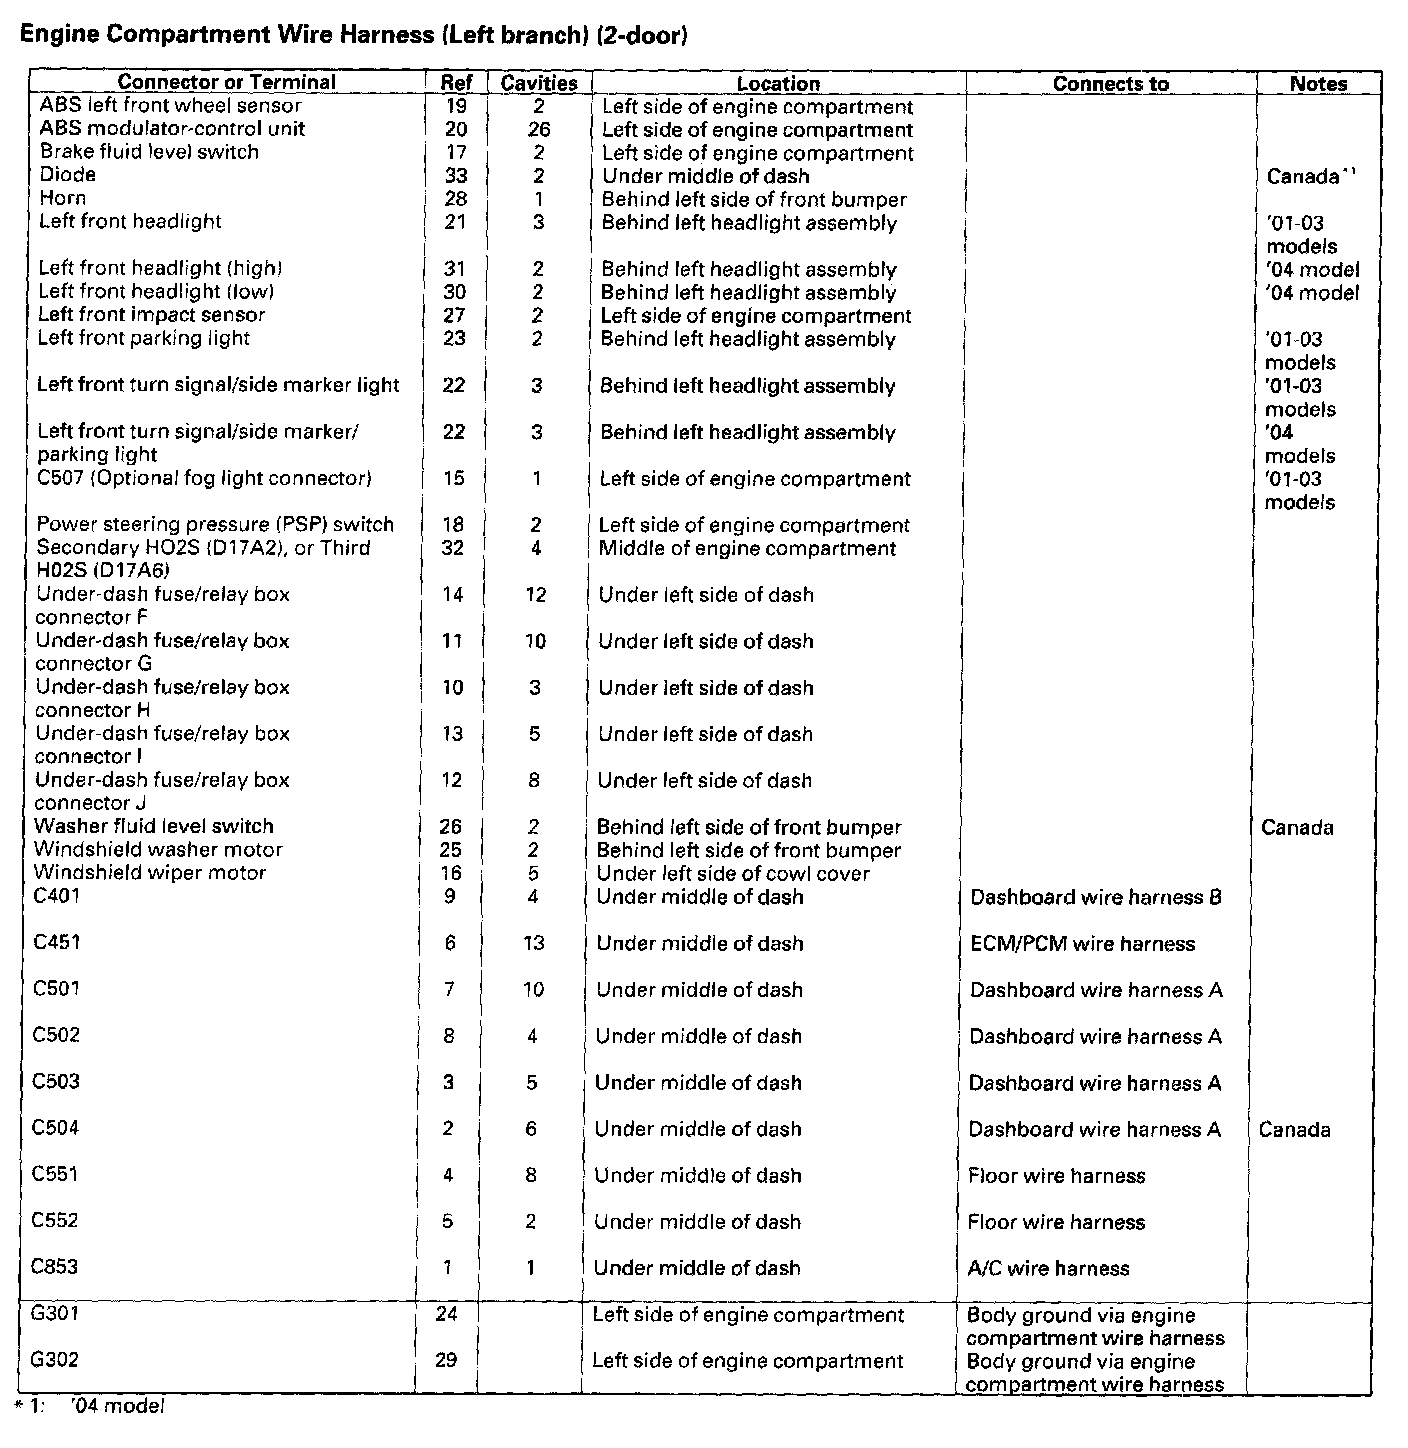 Engine Compartment Wire Harness (Left branch) (2-door)
Connector or Terminal Ref Cavities Location Connects to Notes
ABS left front wheel sensor 19 2 Left side of engine compartment
ABS modulator-control unit 20 26 Left side of engine compartment
Brake fluid level switch 17 2 Left side of engine compartment
Diode 33 2 Under middle of dash Canada*1
Horn 28 1 Behind left side of front bumper
Left front headlight 21 3 Behind left headlight assembly '01-03
models
Left front headlight (high) 31 2 Behind left headlight assembly '04 model
Left front headlight (low) 30 2 Behind left headlight assembly '04 model
Left front impact sensor 27 2 Left side of engine compartment
Left front parking light 23 2 Behind left headlight assembly '01-03
models
Left front turn signal/side marker light 22 3 Behind left headlight assembly '01-03
models
Left front turn signal/side marker/ 22 3 Behind left headlight assembly '04
parking light models
C507 (Optional fog light connector) 15 1 Left side of engine compartment '01-03
models
Power steering pressure (PSP) switch 18 2 Left side of engine compartment
Secondary HO2S (D17A2), or Third 32 4 Middle of engine compartment
H02S (D17A6)
Under-dash fuse/relay box 14 12 Under left side of dash
connector F
Under-dash fuse/relay box 11 10 Under left side of dash
connector G
Under-dash fuse/relay box 10 3 Under left side of dash
connector H
Under-dash fuse/relay box 13 5 Under left side of dash
connector I
Under-dash fuse/relay box 12 8 Under left side of dash
connector J
Washer fluid level switch 26 2 Behind left side of front bumper Canada
Windshield washer motor 25 2 Behind left side of front bumper
Windshield wiper motor 16 5 Under left side of cowl cover
C401 9 4 Under middle of dash Dashboard wire harness B
C451 6 13 Under middle of dash ECM/PCM wire harness
C501 7 10 Under middle of dash Dashboard wire harness A
C502 8 4 Under middle of dash Dashboard wire harness A
C503 3 5 Under middle of dash Dashboard wire harness A
C504 2 6 Under middle of dash Dashboard wire harness A Canada
C551 4 8 Under middle of dash Floor wire harness
C552 5 2 Under middle of dash Floor wire harness
C853 1 1 Under middle of dash A/C wire harness
G301 24 Left side of engine compartment Body ground via engine
compartment wire harness
G302 29 Left side of engine compartment Body ground via engine
compartment wire harness
* 1: '04 model